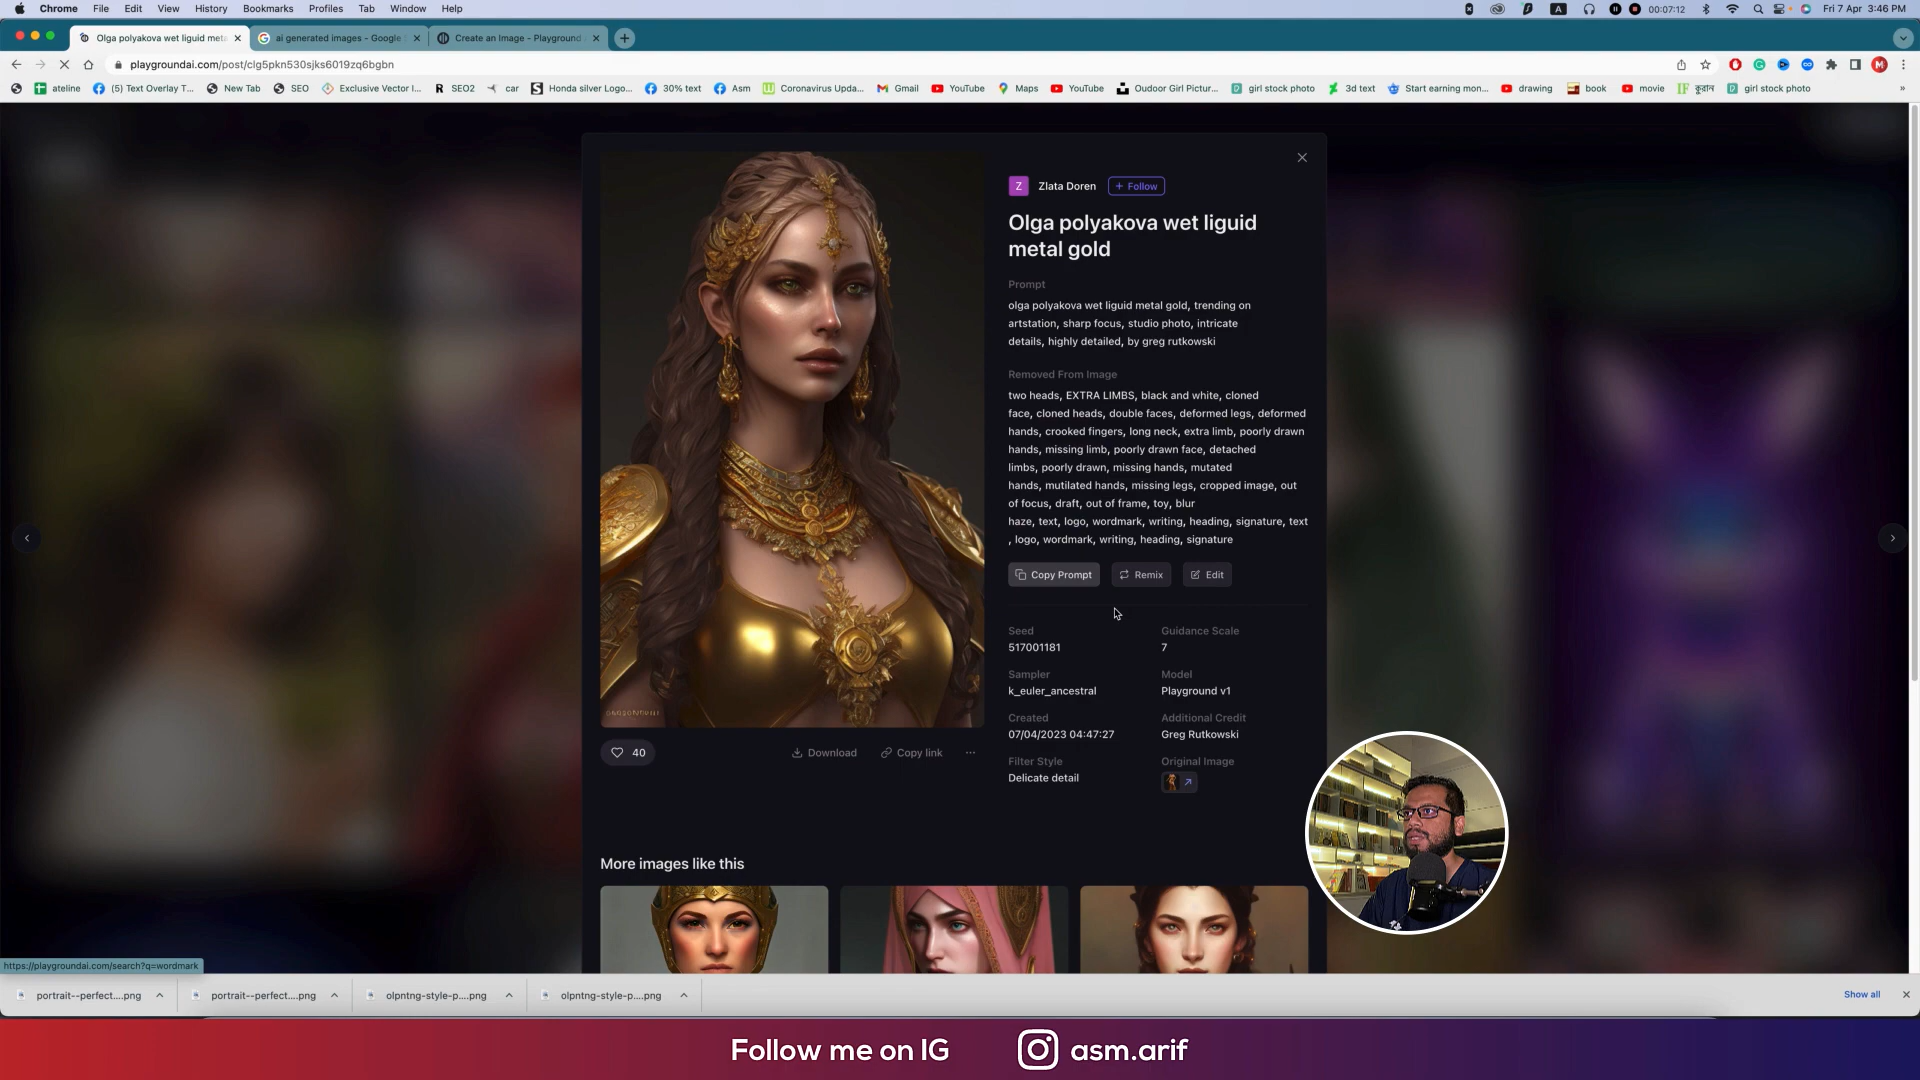 Chrome File Edit View History Bookmarks Profiles Tab Window Help
A 00:07:12 Fri 7 Apr 3:46 PM
Olga polyakova wet liguid met
ai generated images - Google
Create an Image - Playground
playgroundai.com/post/clg5pkn530sjks6019zq6bgbn
M
ateline (5) Text Overlay T... New Tab SEO Exclusive Vector I... SEO2 car Honda silver Logo... 30% text Asm Coronavirus Upda... Gmail YouTube Maps YouTube Oudoor Girl Pictur... girl stock photo 3d text Start earning mon... drawing book movie कुरान girl stock photo
Z Zlata Doren + Follow
Olga polyakova wet liguid
metal gold
Prompt
olga polyakova wet liguid metal gold, trending on
artstation, sharp focus, studio photo, intricate
details, highly detailed, by greg rutkowski
Removed From Image
two heads, EXTRA LIMBS, black and white, cloned
face, cloned heads, double faces, deformed legs, deformed
hands, crooked fingers, long neck, extra limb, poorly drawn
hands, missing limb, poorly drawn face, detached
limbs, poorly drawn, missing hands, mutated
hands, mutilated hands, missing legs, cropped image, out
of focus, draft, out of frame, toy, blur
haze, text, logo, wordmark, writing, heading, signature, text
, logo, wordmark, writing, heading, signature
Copy Prompt Remix Edit
Seed Guidance Scale
517001181 7
Sampler Model
k_euler_ancestral Playground v1
Created Additional Credit
07/04/2023 04:47:27 Greg Rutkowski
Filter Style Original Image
Delicate detail
40 Download Copy link ...
More images like this
https://playgroundai.com/search?q=wordmark
portrait--perfect....png portrait--perfect....png olpntng-style-p....png olpntng-style-p....png Show all
Follow me on IG asm.arif